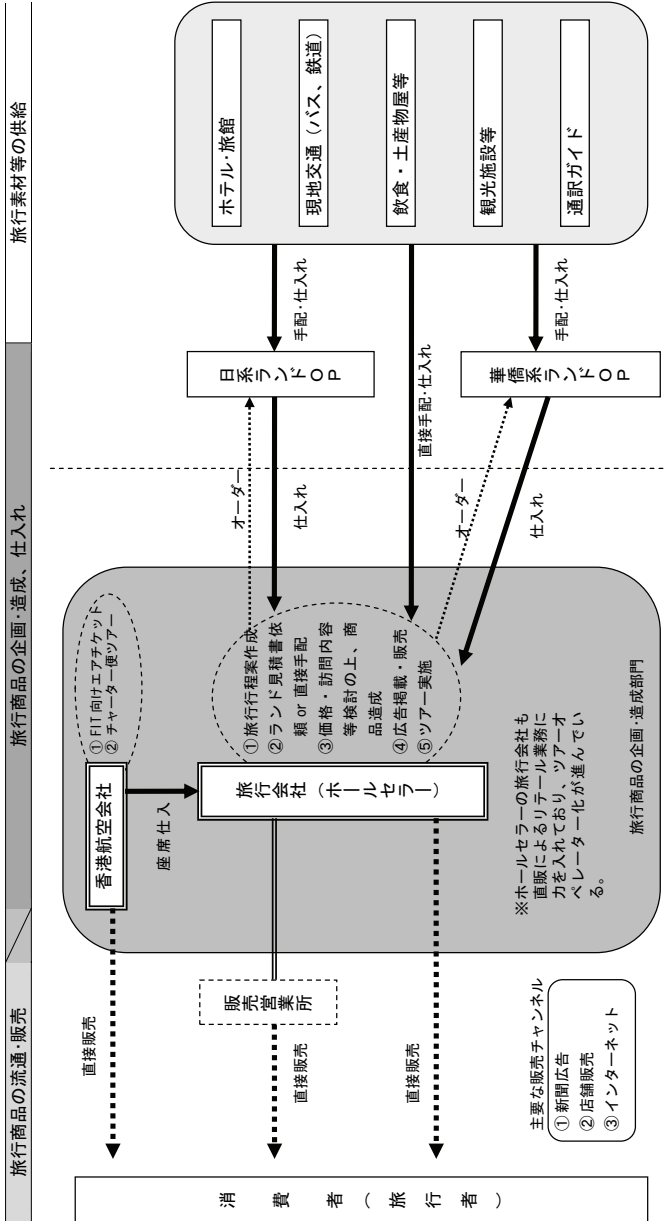 旅行商品の流通・販売
旅行商品の企画・造成、仕入れ
旅行素材等の供給
消費者（旅行者）
直接販売
直接販売
直接販売
販売営業所
主要な販売チャンネル
① 新聞広告
② 店舗販売
③ インターネット
香港航空会社
① FIT 向けエアチケット
② チャーター便ツアー
座席仕入
旅行会社（ホールセラー）
① 旅行行程案作成
②ランド見積書依
頼 or 直接手配
③価格・訪問内容
等検討の上、商
品造成
④広告掲載・販売
⑤ツアー実施
※ホールセラーの旅行会社も
直販によるリテール業務に
力を入れており、ツアーオ
ペレーター化が進んでい
る。
旅行商品の企画・造成部門
オーダー
仕入れ
直接手配・仕入れ
オーダー
仕入れ
日系ランドＯＰ
華僑系ランドＯＰ
手配・仕入れ
手配・仕入れ
ホテル・旅館
現地交通（バス、鉄道）
飲食・土産物屋等
観光施設等
通訳ガイド